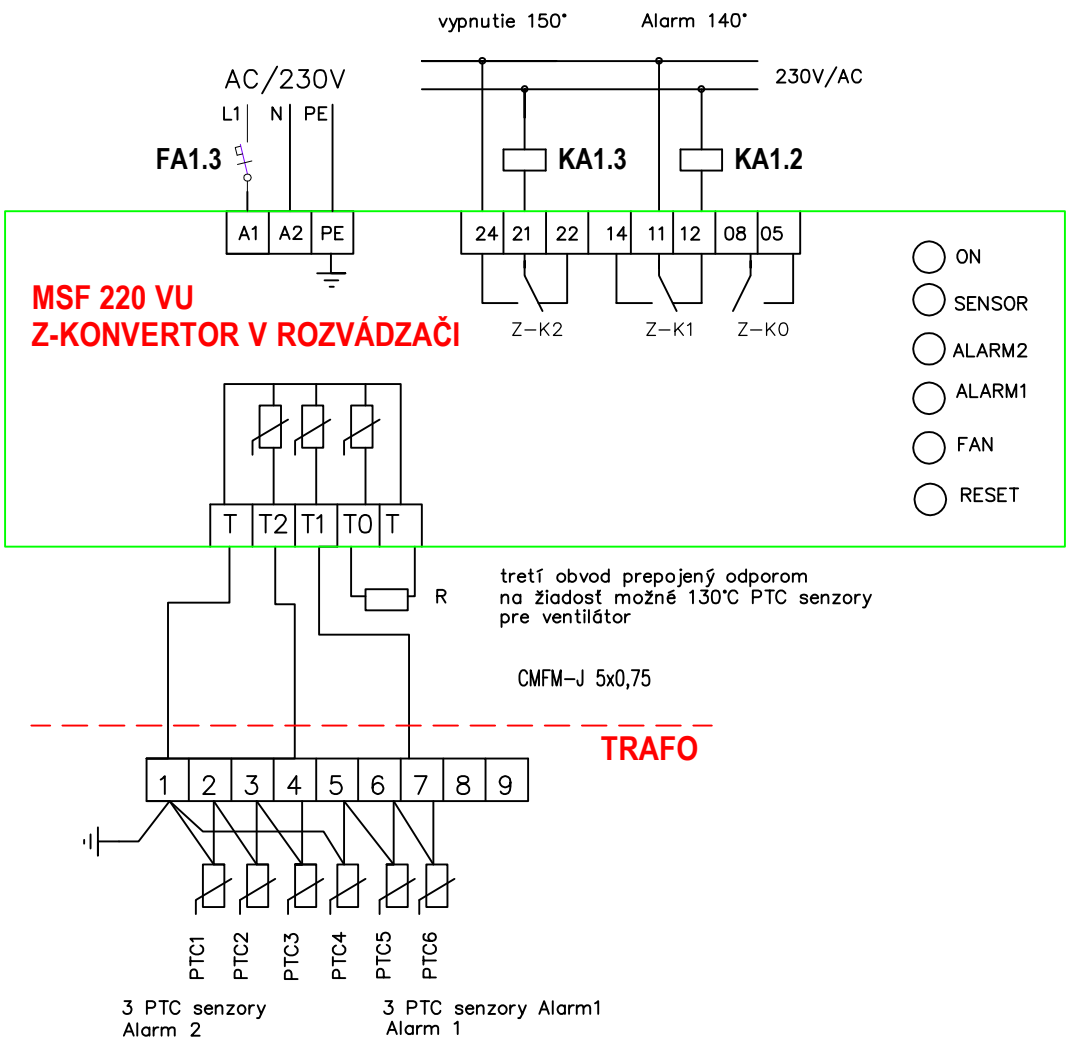 vypnutie 150° Alarm 140°
AC/230V 230V/AC
L1 N PE
FA1.3 KA1.3 KA1.2
A1 A2 PE 24 21 22 14 11 12 08 05
ON
MSF 220 VU
Z-KONVERTOR V ROZVÁDZAČI
SENSOR
Z-K2 Z-K1 Z-K0
ALARM2
ALARM1
FAN
RESET
T T2 T1 T0 T
R
tretí obvod prepojený odporom
na žiadosť možné 130°C PTC senzory
pre ventilátor
CMFM-J 5x0,75
TRAFO
1 2 3 4 5 6 7 8 9
PTC1 PTC2 PTC3 PTC4 PTC5 PTC6
3 PTC senzory
Alarm 2
3 PTC senzory Alarm1
Alarm 1